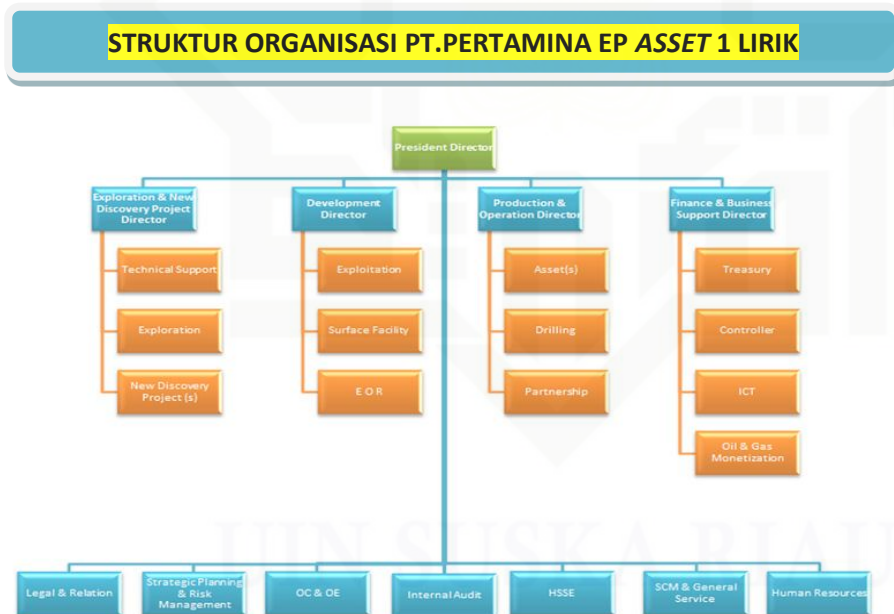 STRUKTUR ORGANISASI PT.PERTAMINA EP ASSET 1 LIRIK
President Director
Exploration & New
Discovery Project
Director
Development
Director
Production &
Operation Director
Finance & Business
Support Director
Technical Support
Exploitation
Asset(s)
Treasury
Exploration
Surface Facility
Drilling
Controller
New Discovery
Project (s)
E O R
Partnership
ICT
Oil & Gas
Monetization
UIN SUSKA RIAU
Legal & Relation
Strategic Planning
& Risk
Management
OC & OE
Internal Audit
HSSE
SCM & General
Service
Human Resources